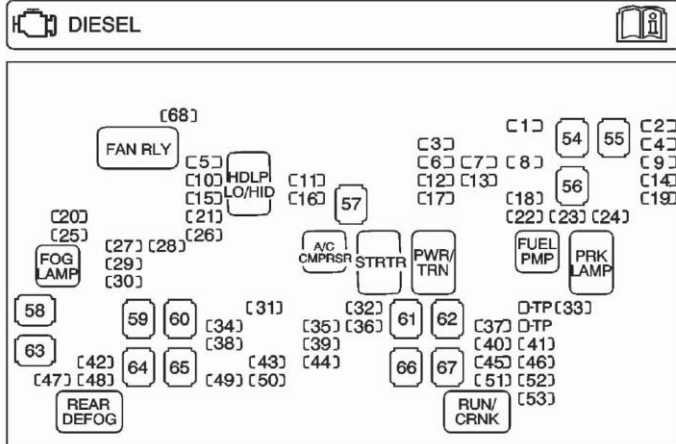 DIESEL
[68]
FAN RLY
[1] 54 55 [2]
[3] [4]
[5] HDLP LO/HID [6] [7] [8] [9]
[10] [11] [12] [13] 56 [14]
[15] [16] 57 [17] [18] [19]
[20] [21] [22] [23] [24]
[25] [26]
[27] [28]
FOG LAMP
A/C CMPRSR
STRTR
PWR/TRN
FUEL PMP
PRK LAMP
[29]
[30]
58 59 60 [31] [32] 61 62 TP [33]
[34] [35] [36] [37] TP
[38] [39] [40] [41]
63 64 65 [42] [43] [44] 66 67 [45] [46]
[47] [48] [49] [50] [51] [52]
[53]
REAR DEFOG
RUN/CRNK